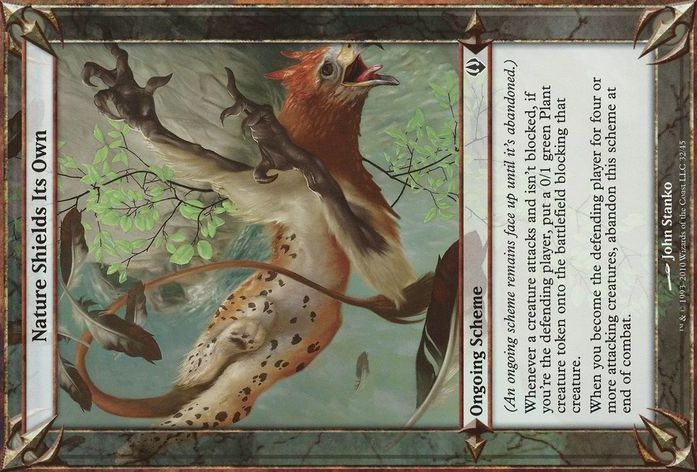 Nature Shields Its Own
Ongoing Scheme
(An ongoing scheme remains face up until it's abandoned.)
Whenever a creature attacks and isn't blocked, if
you're the defending player, put a 0/1 green Plant
creature token onto the battlefield blocking that
creature.
When you become the defending player for four or
more attacking creatures, abandon this scheme at
end of combat.
John Stanko
™ & © 1993-2010 Wizards of the Coast LLC 32/45